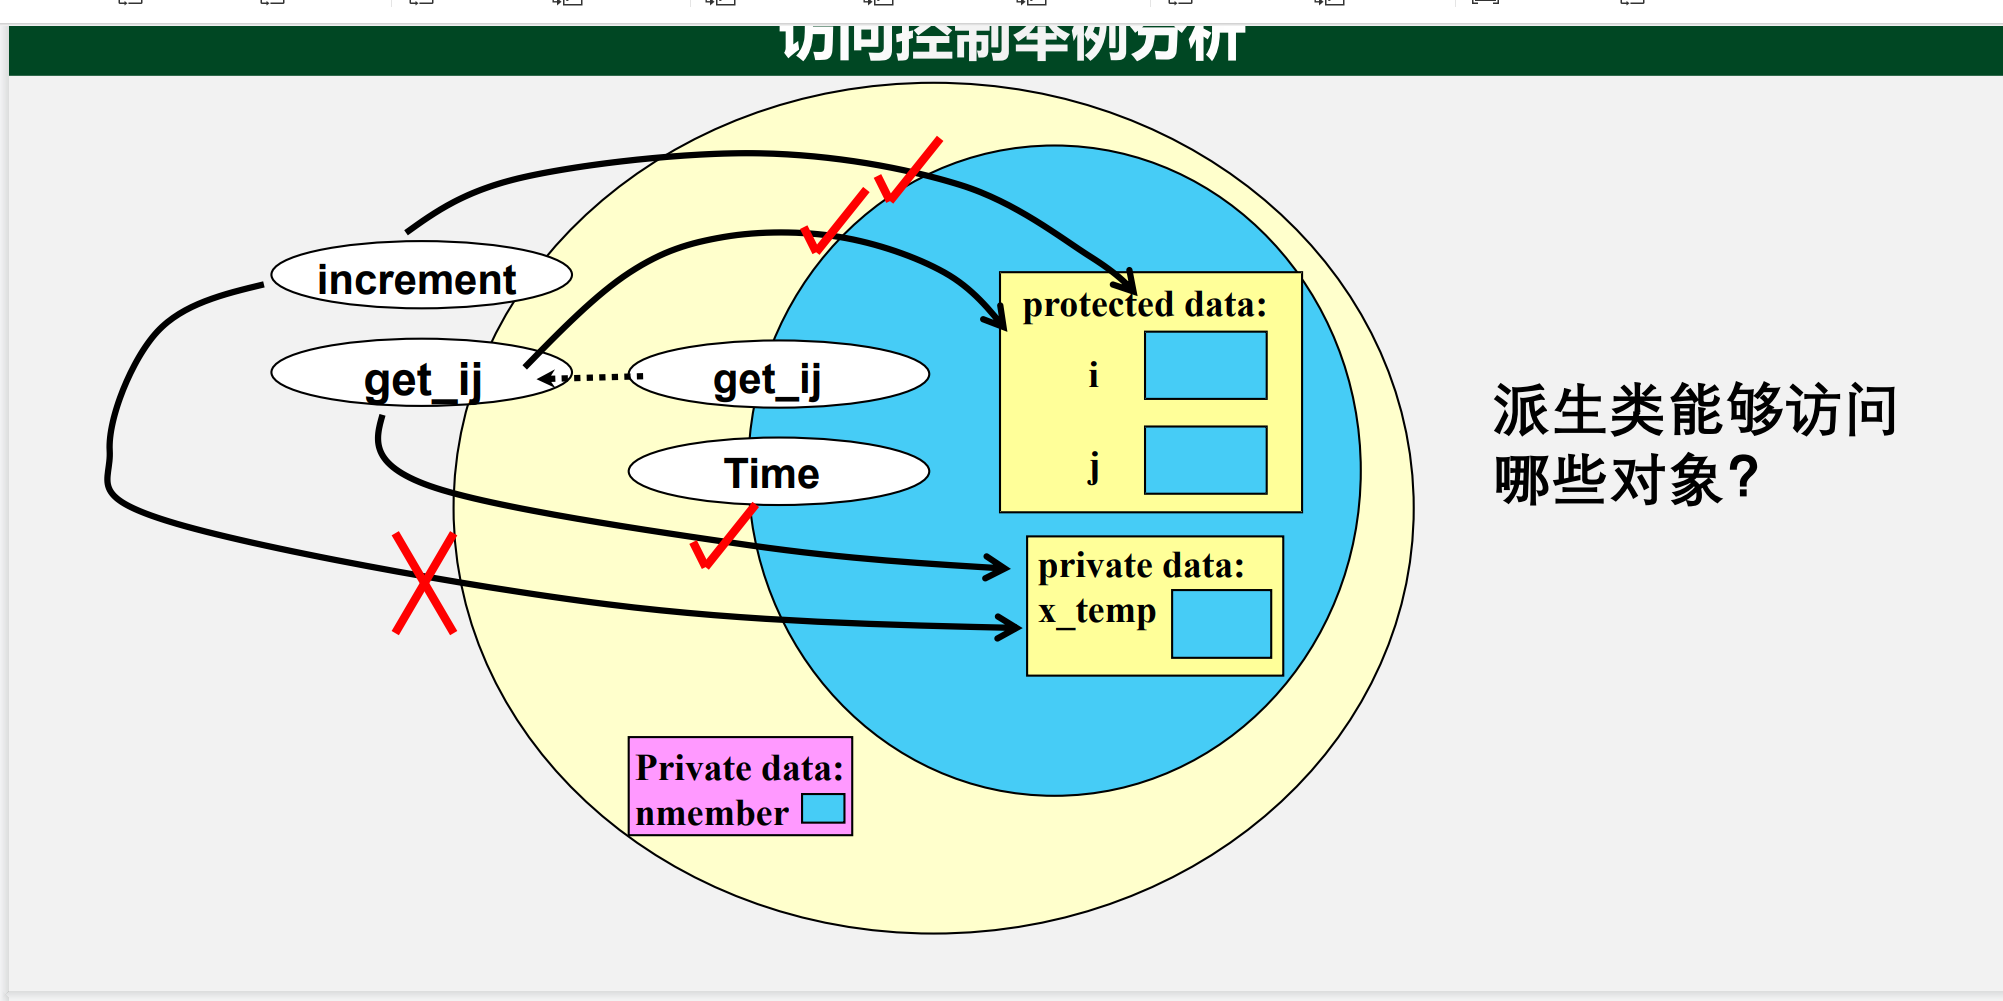 访问控制举例分析
increment
get_ij
get_ij
Time
protected data:
i
j
private data:
x_temp
Private data:
nmember
派生类能够访问
哪些对象?